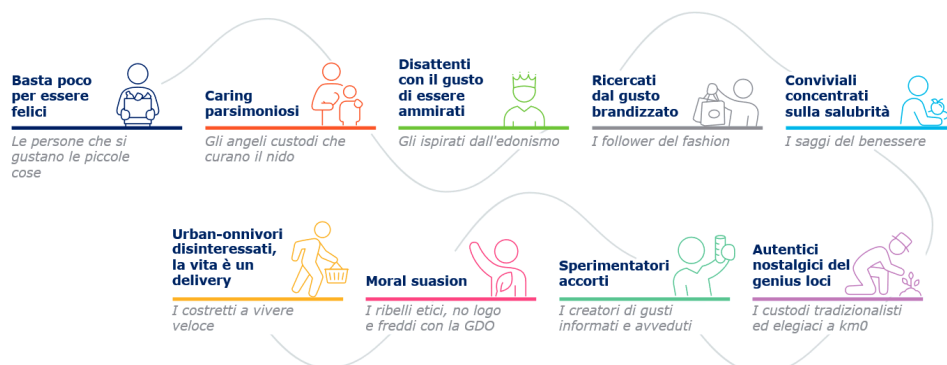 Basta poco
per essere
felici
Le persone che si
gustano le piccole
cose
Caring
parsimoniosi
Gli angeli custodi che
curano il nido
Disattenti
con il gusto
di essere
ammirati
Gli ispirati dall'edonismo
Ricercati
dal gusto
brandizzato
I follower del fashion
Conviviali
concentrati
sulla salubrità
I saggi del benessere
Urban-onnivori
disinteressati,
la vita è un
delivery
I costretti a vivere
veloce
Moral suasion
I ribelli etici, no logo
e freddi con la GDO
Sperimentatori
accorti
I creatori di gusti
informati e avveduti
Autentici
nostalgici del
genius loci
I custodi tradizionalisti
ed elegiaci a km0